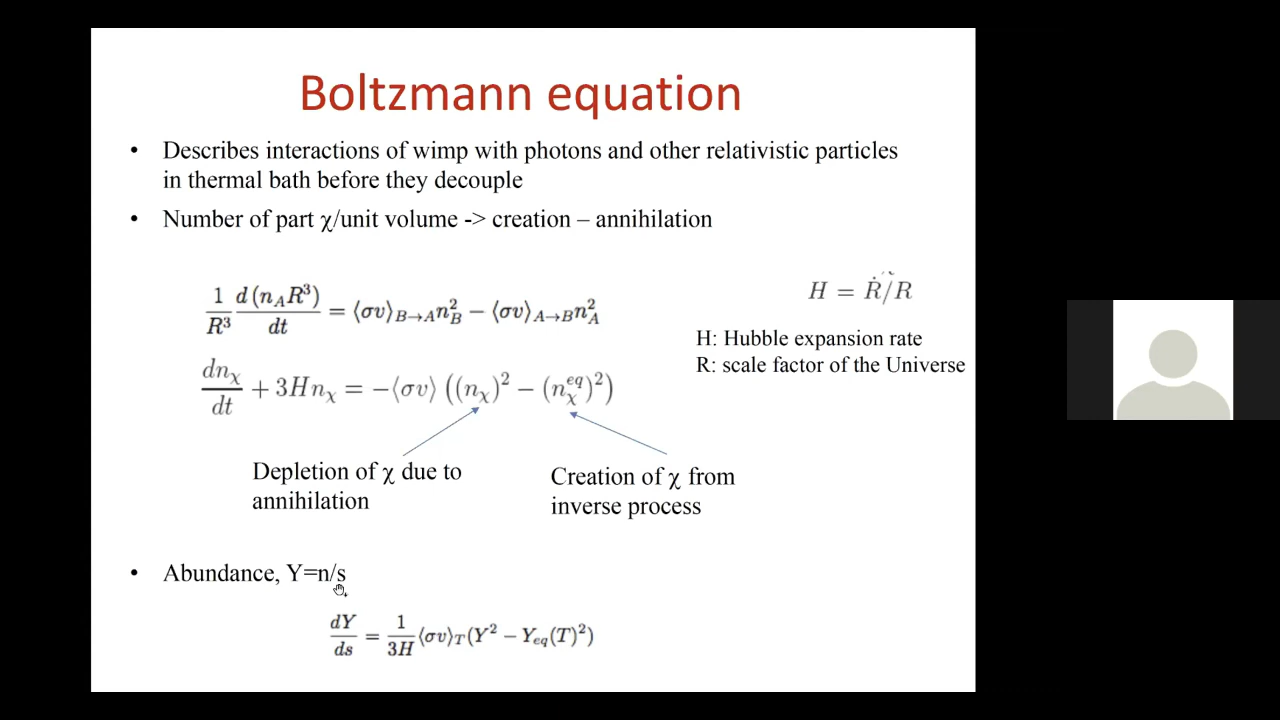 Boltzmann equation
• Describes interactions of wimp with photons and other relativistic particles
in thermal bath before they decouple
• Number of part χ/unit volume -> creation – annihilation
H = Ṙ/R
1/R³ d(n_A R³)/dt = ⟨σv⟩_{B→A} n_B² − ⟨σv⟩_{A→B} n_A²
H: Hubble expansion rate
R: scale factor of the Universe
dn_χ/dt + 3Hn_χ = −⟨σv⟩ ((n_χ)² − (n_χ^{eq})²)
Depletion of χ due to
annihilation
Creation of χ from
inverse process
• Abundance, Y=n/s
dY/ds = 1/3H ⟨σv⟩_T (Y² − Y_{eq}(T)²)